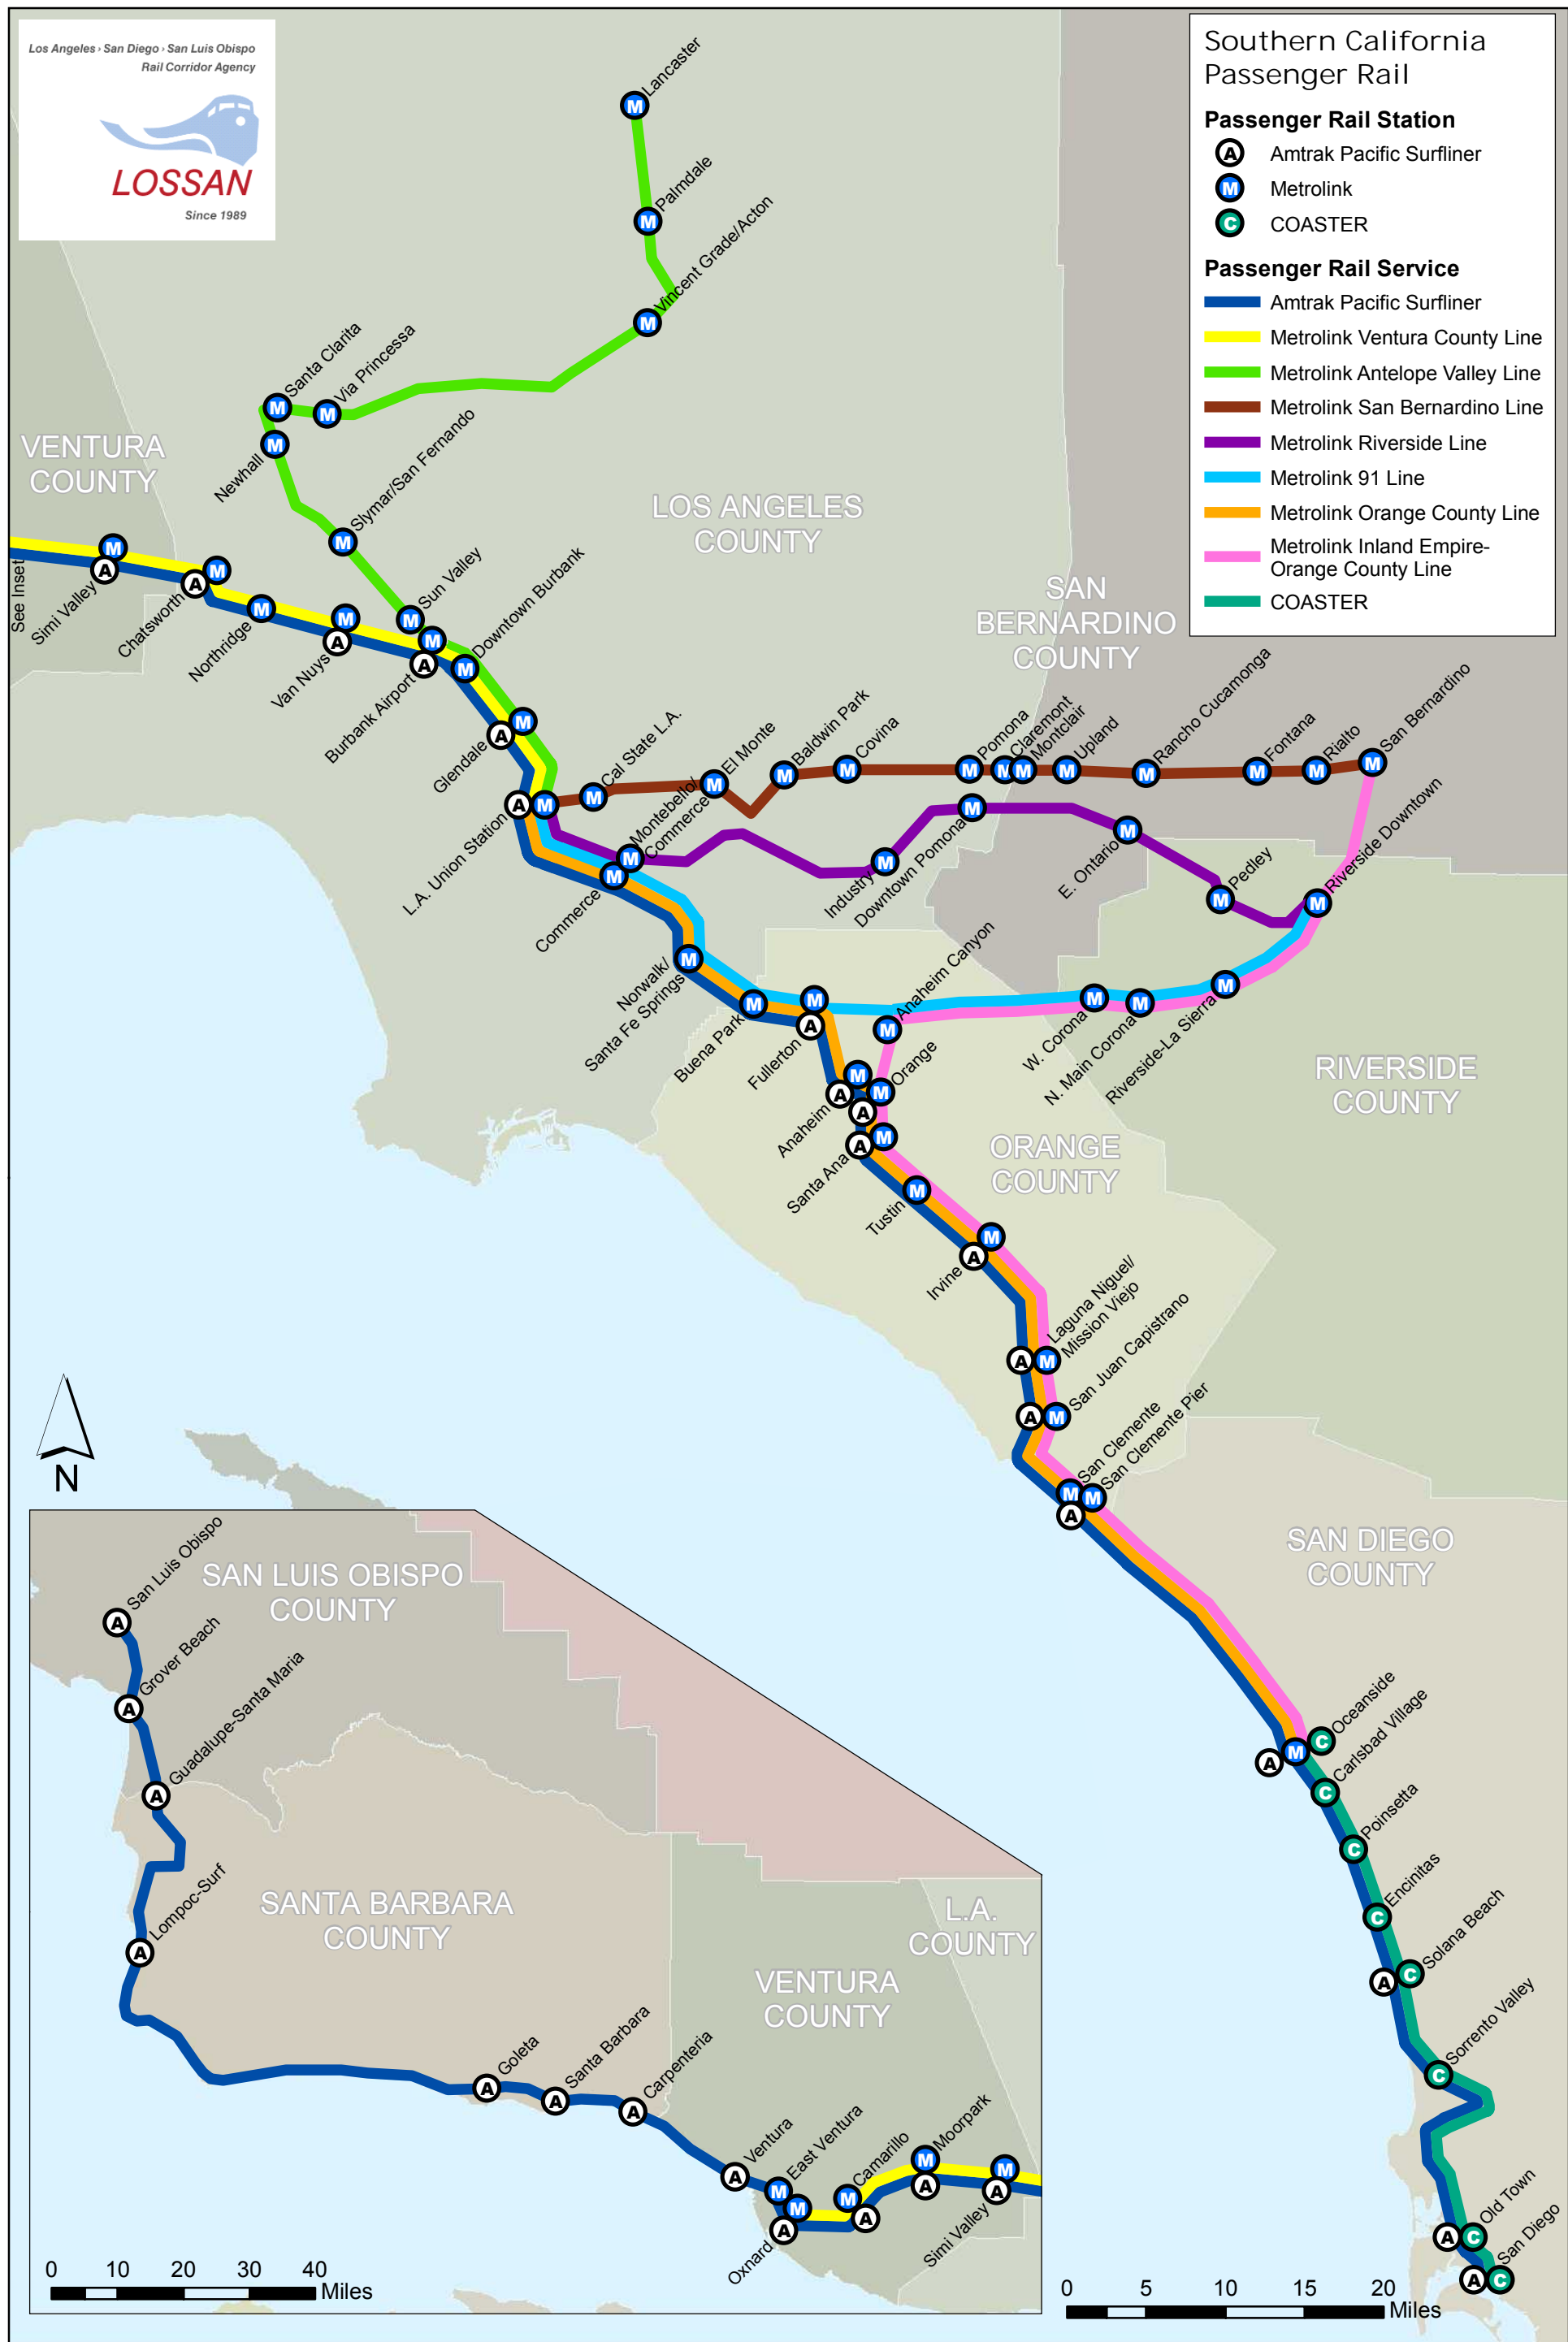 Los Angeles › San Diego › San Luis Obispo
Rail Corridor Agency
LOSSAN
Since 1989
Southern California
Passenger Rail
Passenger Rail Station
A Amtrak Pacific Surfliner
M Metrolink
C COASTER
Passenger Rail Service
Amtrak Pacific Surfliner
Metrolink Ventura County Line
Metrolink Antelope Valley Line
Metrolink San Bernardino Line
Metrolink Riverside Line
Metrolink 91 Line
Metrolink Orange County Line
Metrolink Inland Empire-
Orange County Line
COASTER
Lancaster
Palmdale
Vincent Grade/Acton
Santa Clarita
Via Princessa
Newhall
Slymar/San Fernando
Sun Valley
Downtown Burbank
VENTURA
COUNTY
LOS ANGELES
COUNTY
SAN
BERNARDINO
COUNTY
See Inset
Simi Valley
Chatsworth
Northridge
Van Nuys
Burbank Airport
Glendale
L.A. Union Station
Cal State L.A.
El Monte
Baldwin Park
Covina
Pomona
Claremont
Montclair
Upland
Rancho Cucamonga
Fontana
Rialto
San Bernardino
Montebello/
Commerce
Industry
Downtown Pomona
E. Ontario
Pedley
Riverside Downtown
Commerce
Norwalk/
Santa Fe Springs
Buena Park
Fullerton
Anaheim Canyon
W. Corona
N. Main Corona
Riverside-La Sierra
Anaheim
Orange
Santa Ana
Tustin
Irvine
ORANGE
COUNTY
RIVERSIDE
COUNTY
Laguna Niguel/
Mission Viejo
San Juan Capistrano
San Clemente
San Clemente Pier
N
SAN DIEGO
COUNTY
Oceanside
Carlsbad Village
Poinsetta
Encinitas
Solana Beach
Sorrento Valley
Old Town
San Diego
SAN LUIS OBISPO
COUNTY
San Luis Obispo
Grover Beach
Guadalupe-Santa Maria
Lompoc-Surf
SANTA BARBARA
COUNTY
L.A.
COUNTY
VENTURA
COUNTY
Goleta
Santa Barbara
Carpenteria
Ventura
East Ventura
Oxnard
Camarillo
Moorpark
Simi Valley
0 10 20 30 40
Miles
0 5 10 15 20
Miles